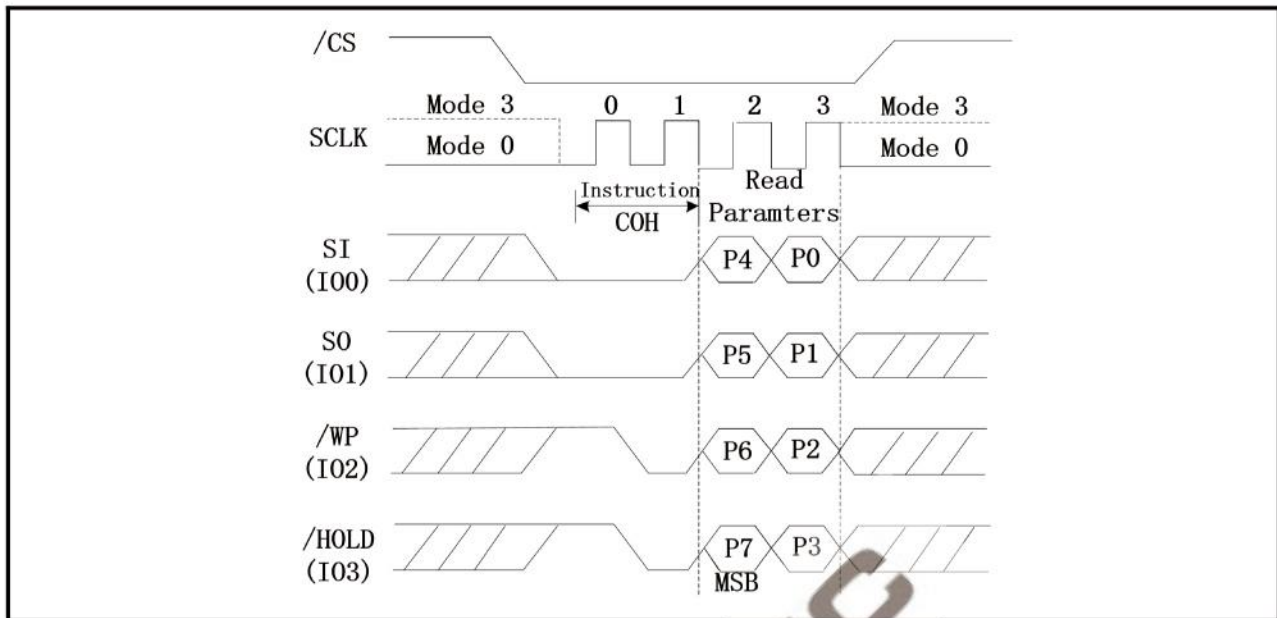 /CS
Mode 3 0 1 2 3 Mode 3
SCLK
Mode 0 Mode 0
Instruction Read
COH Paramters
SI
(IO0)
P4 P0
SO
(IO1)
P5 P1
/WP
(IO2)
P6 P2
/HOLD
(IO3)
P7 P3
MSB